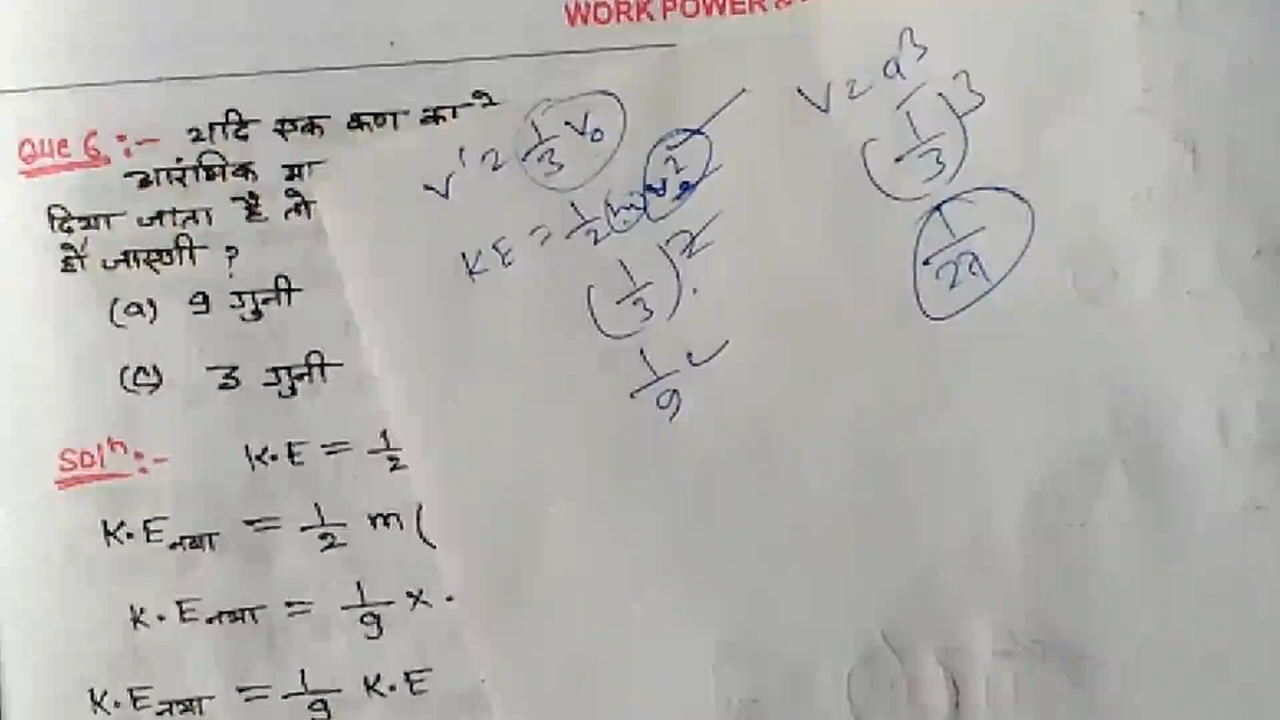 WORK POWER &
Que 6 :- यदि एक कण का वे
आरंभिक मा
दिया जाता है तो
हो जाएगी ?
(a) 9 गुनी
(c) 3 गुनी
Solⁿ :- K.E = 1/2
K.E नया = 1/2 m(
K.E नया = 1/9 x .
K.E नया = 1/9 K.E
v' = 1/3 v₀
KE = 1/2 m v²
(1/3)²
1/9
V = a³
(1/3)³
1/27